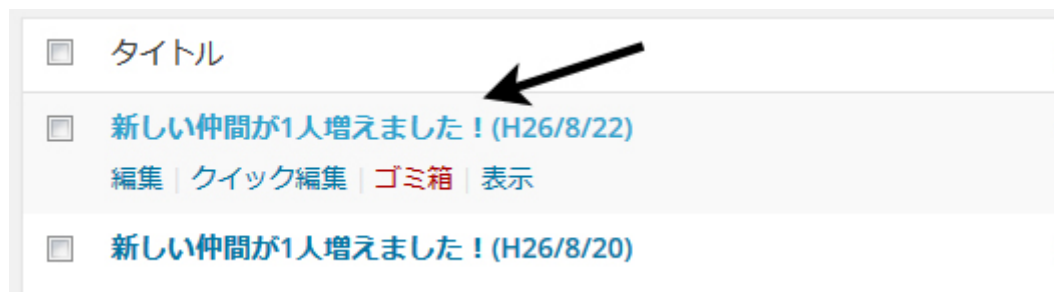 タイトル
新しい仲間が1人増えました！(H26/8/22)
編集 | クイック編集 | ゴミ箱 | 表示
新しい仲間が1人増えました！(H26/8/20)